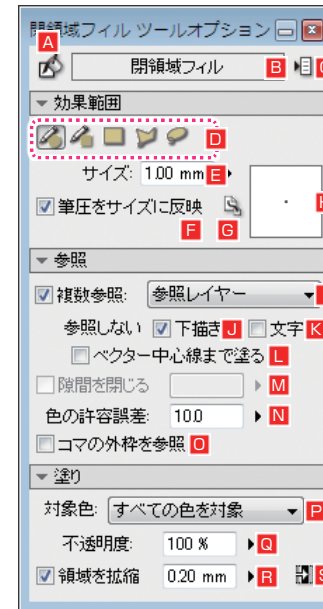 閉領域フィル ツールオプション
A
閉領域フィル B
効果範囲
D
サイズ: 1.00 mm E
筆圧をサイズに反映
F G
参照
複数参照: 参照レイヤー
参照しない 下描き J 文字 K
ベクター中心線まで塗る L
隙間を閉じる M
色の許容誤差: 10.0 N
コマの外枠を参照 O
塗り
対象色: すべての色を対象 P
不透明度: 100 % Q
領域を拡縮 0.20 mm R S